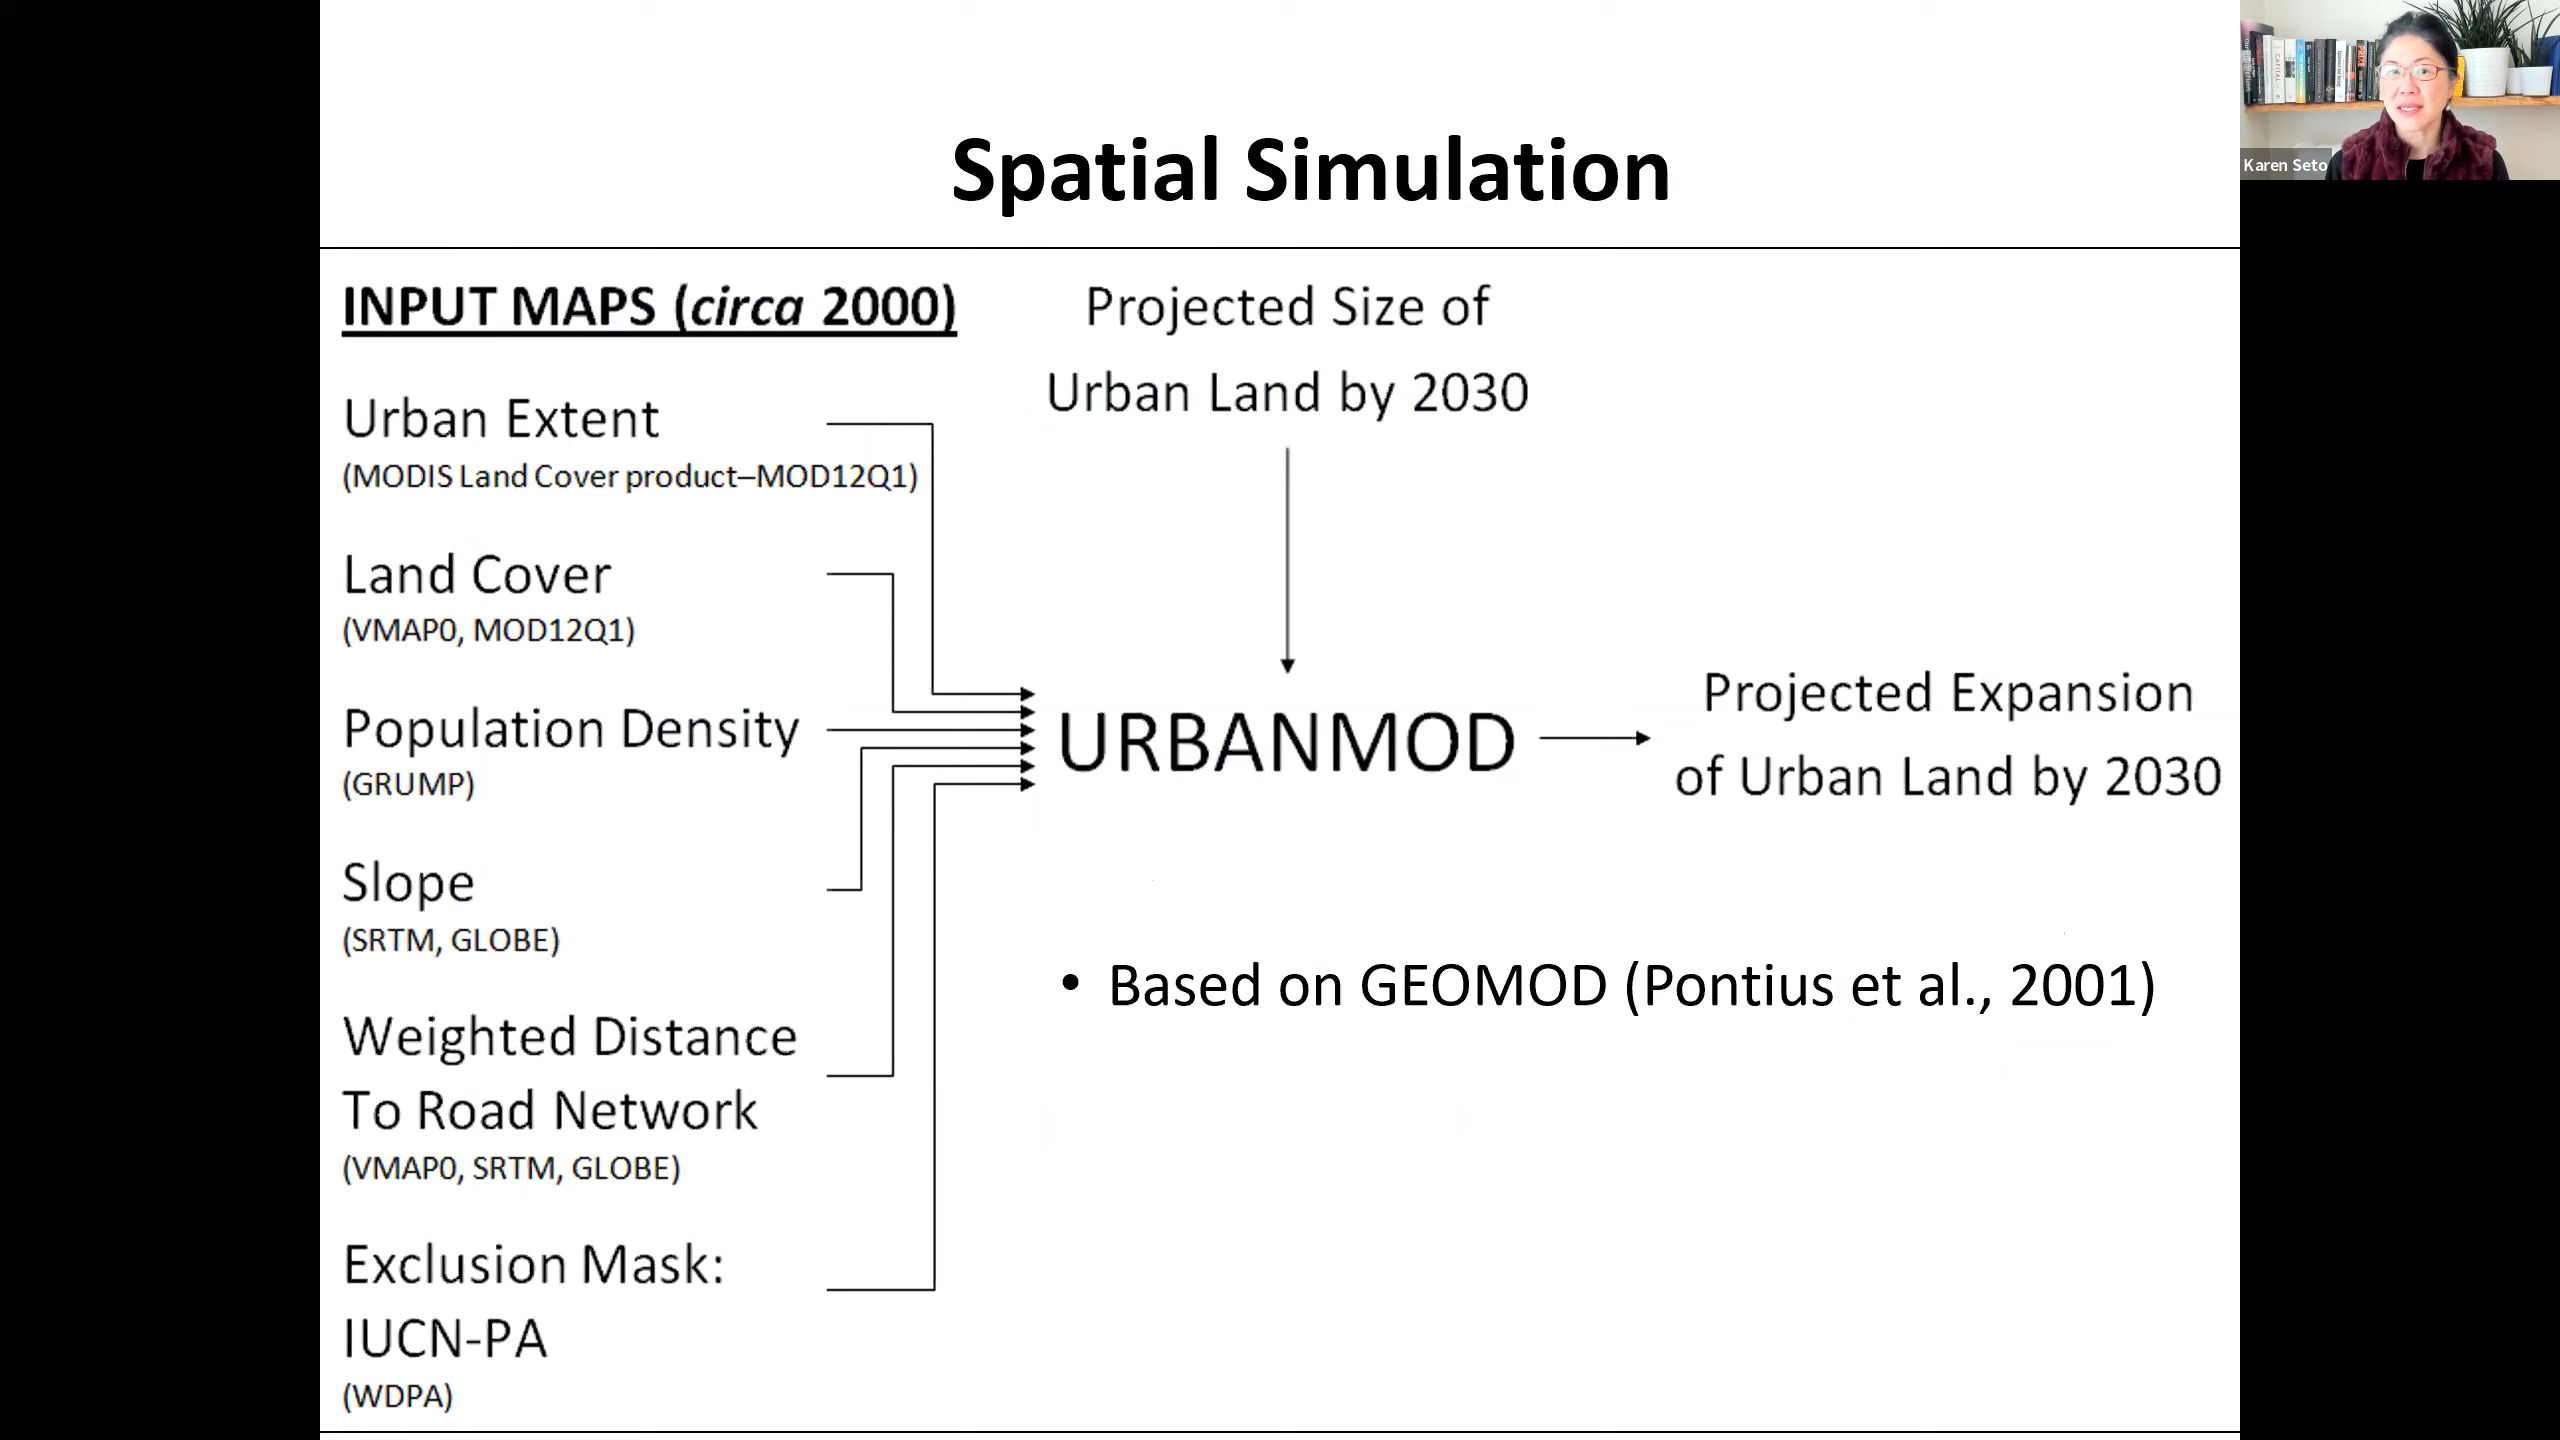 Spatial Simulation
Karen Seto
INPUT MAPS (circa 2000)
Urban Extent
(MODIS Land Cover product–MOD12Q1)
Land Cover
(VMAP0, MOD12Q1)
Population Density
(GRUMP)
Slope
(SRTM, GLOBE)
Weighted Distance
To Road Network
(VMAP0, SRTM, GLOBE)
Exclusion Mask:
IUCN-PA
(WDPA)
Projected Size of
Urban Land by 2030
URBANMOD
Projected Expansion
of Urban Land by 2030
• Based on GEOMOD (Pontius et al., 2001)
CAPITAL